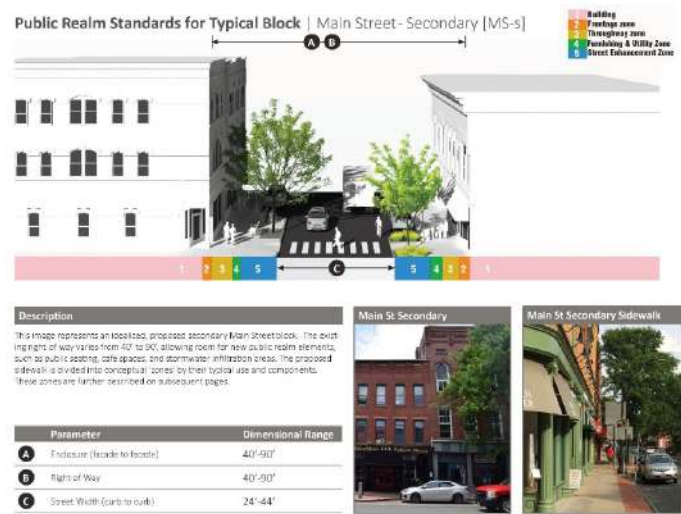 Public Realm Standards for Typical Block | Main Street- Secondary [MS-s]
1 Building
2 Frontage zone
3 Throughway zone
4 Furnishing & Utility Zone
5 Street Enhancement Zone
A B
1 2 3 4 5 C 5 4 3 2 1
Description
This image represents an idealized, proposed secondary Main Street block. The exist-
ing right of way varies from 40' to 90', allowing room for new public realm elements,
such as public seating, cafe spaces, and stormwater infiltration areas. The proposed
sidewalk is divided into conceptual 'zones' by their typical use and components.
These zones are further described on subsequent pages.
Parameter Dimensional Range
A Enclosure (facade to facade) 40'-90'
B Right of Way 40'-90'
C Street Width (curb to curb) 24'-44'
Main St Secondary
Main St Secondary Sidewalk